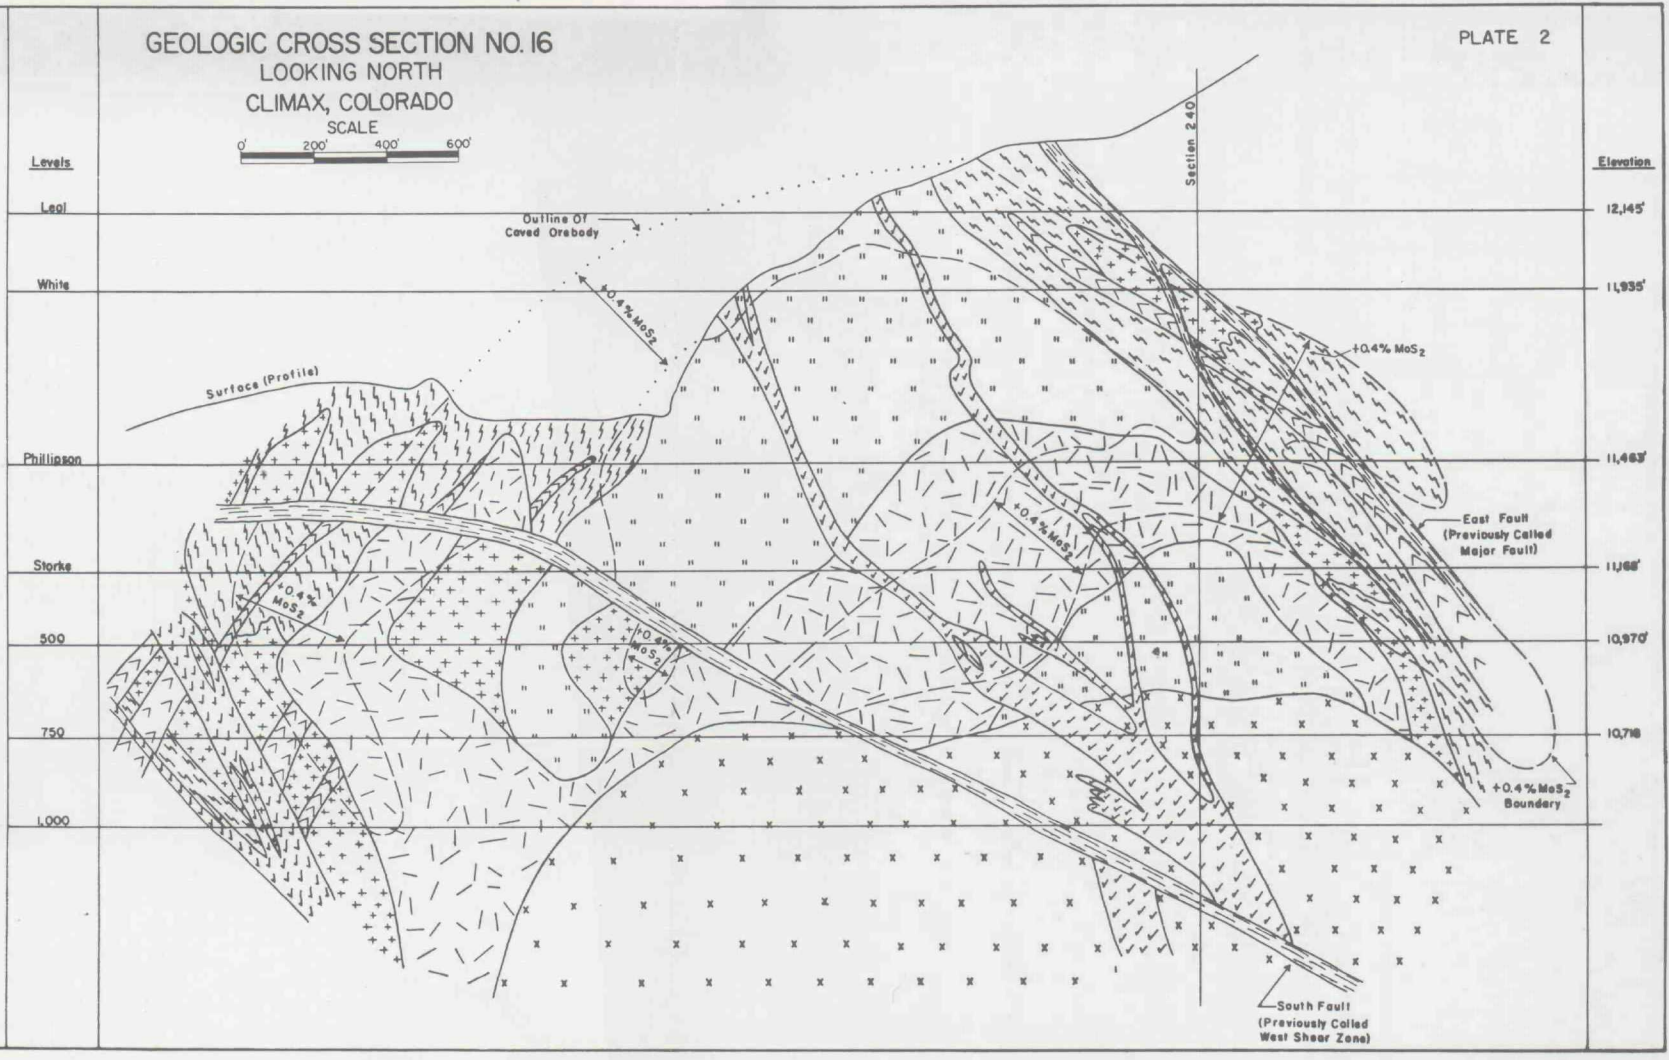 GEOLOGIC CROSS SECTION NO. 16
LOOKING NORTH
CLIMAX, COLORADO
SCALE
0' 200' 400' 600'
PLATE 2
Levels
Elevation
Section 240
Leal
12,145'
Outline Of
Caved Orebody
White
11,935'
+0.4% MoS2
+0.4% MoS2
Surface (Profile)
Phillipson
11,463'
+0.4% MoS2
East Fault
(Previously Called
Major Fault)
Storke
11,168'
+0.4%
MoS2
+0.4%
MoS2
500
10,970'
750
10,718
+0.4% MoS2
Boundary
1,000
South Fault
(Previously Called
West Shear Zone)